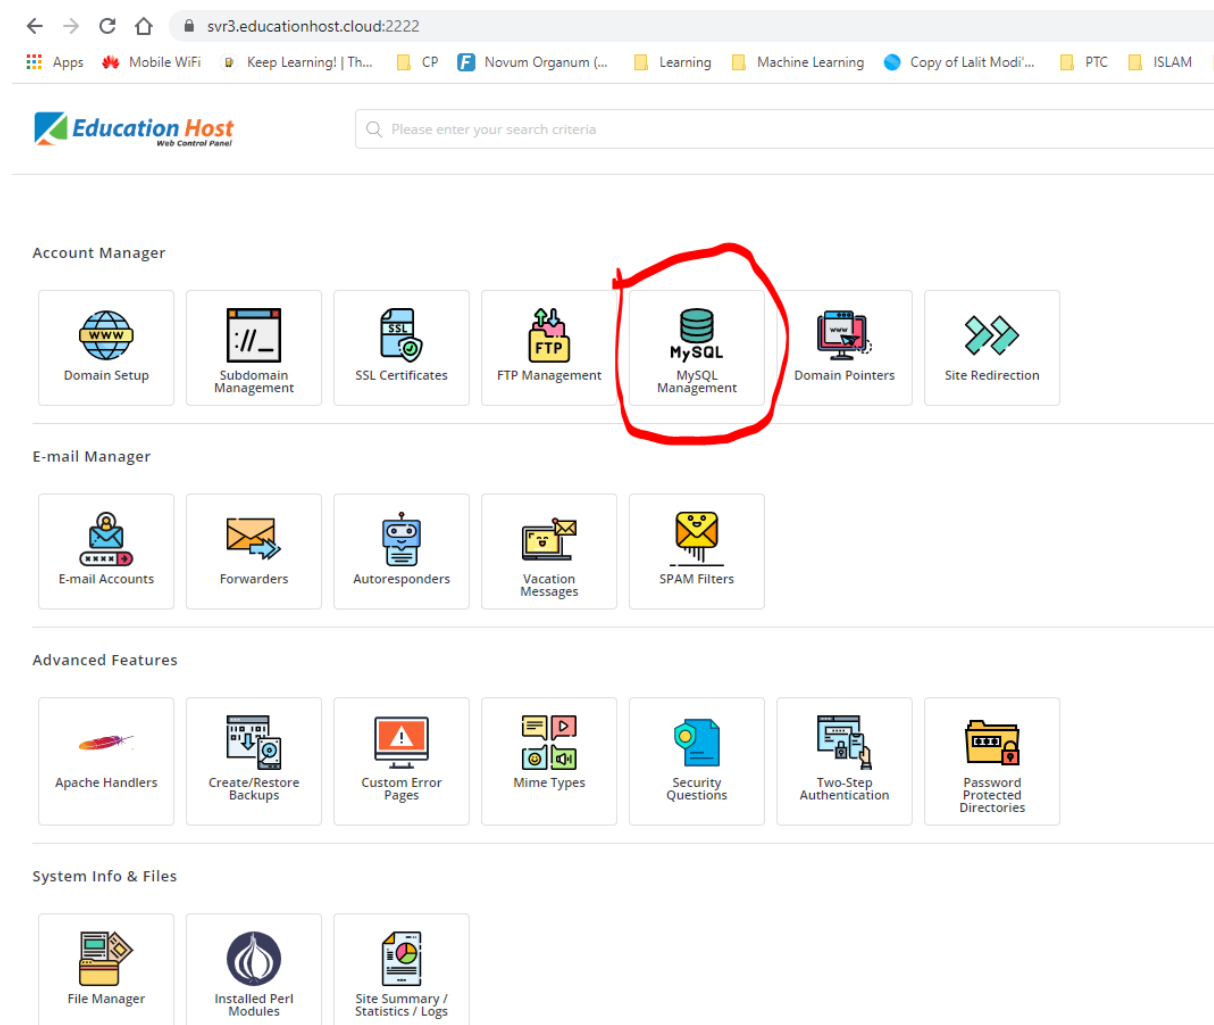 svr3.educationhost.cloud:2222
Apps Mobile WiFi Keep Learning! | Th... CP Novum Organum (... Learning Machine Learning Copy of Lalit Modi'... PTC ISLAM
Education Host
Web Control Panel
Please enter your search criteria
Account Manager
WWW
://_
SSL
FTP
MySQL
www
Domain Setup
Subdomain
Management
SSL Certificates
FTP Management
MySQL
Management
Domain Pointers
Site Redirection
E-mail Manager
E-mail Accounts
Forwarders
Autoresponders
Vacation
Messages
SPAM Filters
Advanced Features
Apache Handlers
Create/Restore
Backups
Custom Error
Pages
Mime Types
Security
Questions
Two-Step
Authentication
Password
Protected
Directories
System Info & Files
File Manager
Installed Perl
Modules
Site Summary /
Statistics / Logs